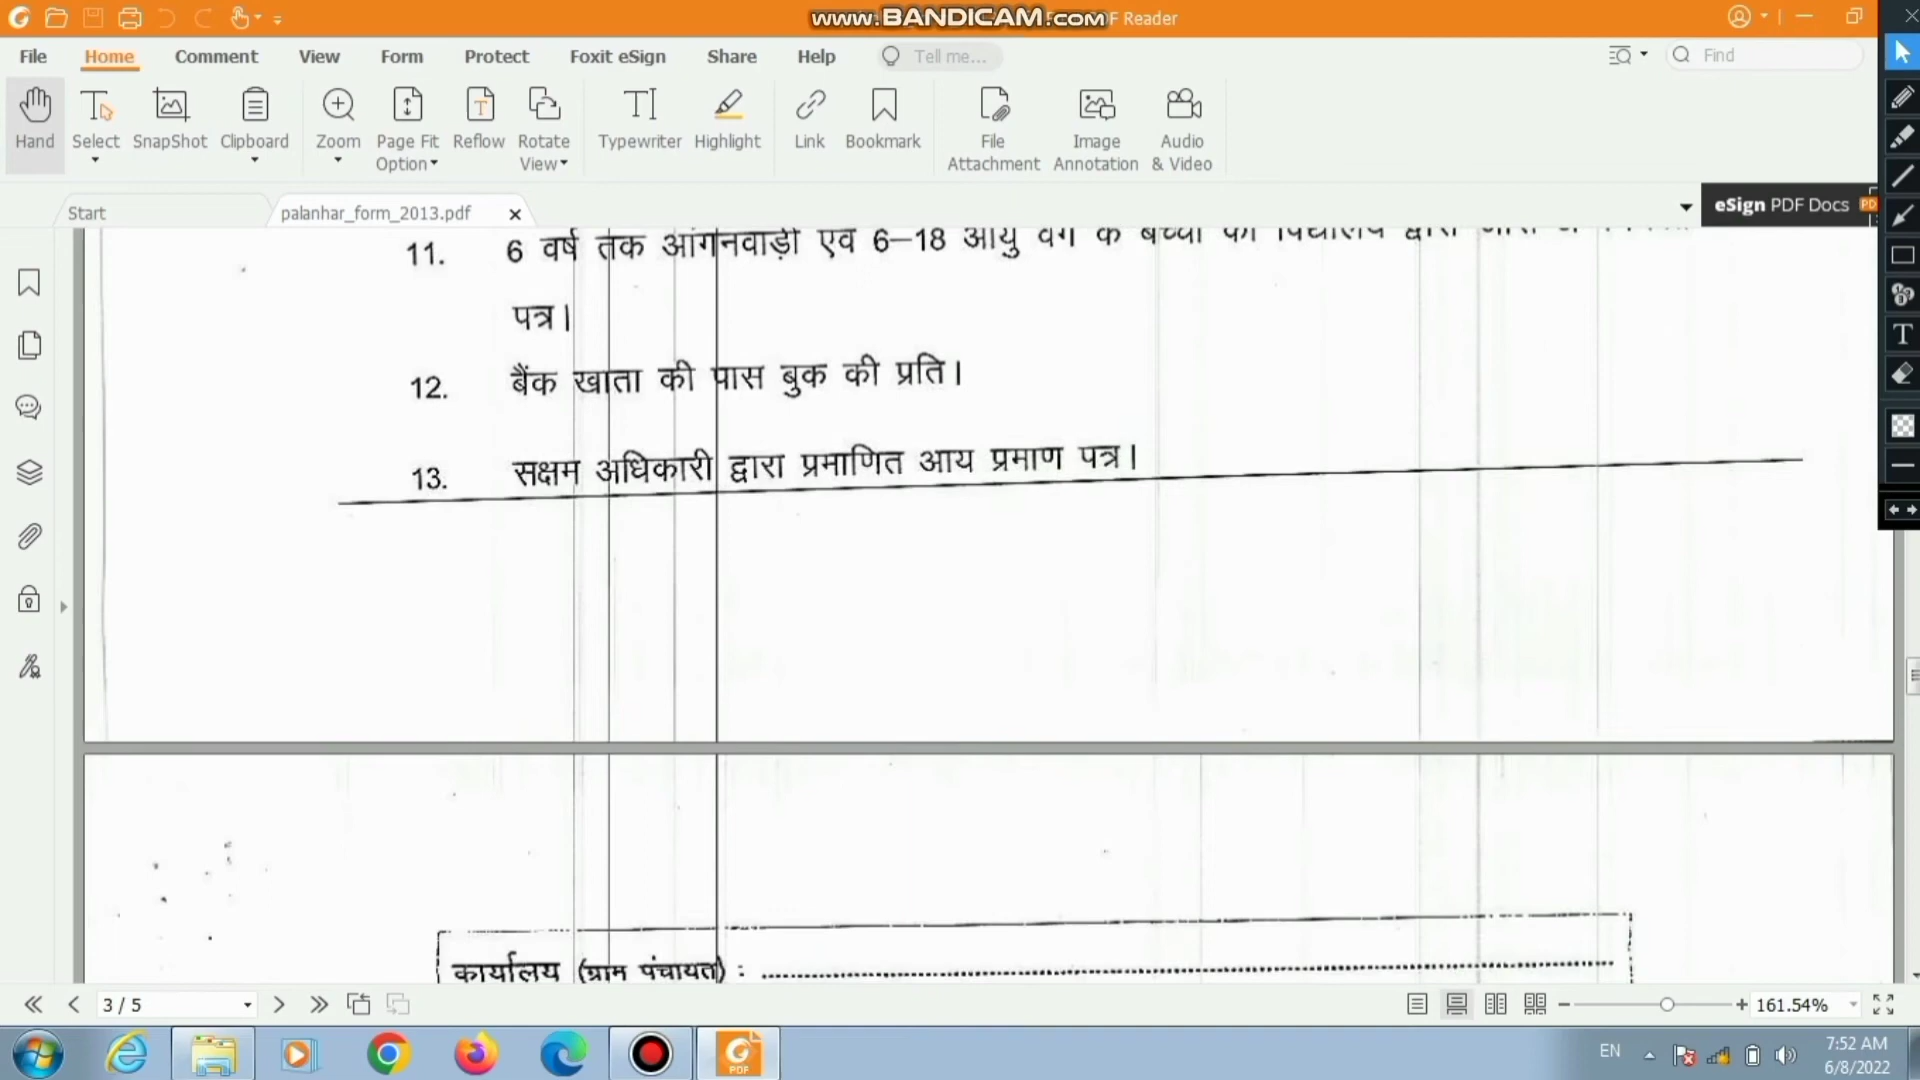 www.BANDICAM.com
F Reader
File Home Comment View Form Protect Foxit eSign Share Help Tell me... Find
Hand Select SnapShot Clipboard Zoom Page Fit Option Reflow Rotate View Typewriter Highlight Link Bookmark File Attachment Image Annotation Audio & Video
Start palanhar_form_2013.pdf eSign PDF Docs PD
11. 6 वर्ष तक आंगनवाड़ी एवं 6–18 आयु वर्ग के बच्चों को विद्यालय द्वारा
पत्र।
12. बैंक खाता की पास बुक की प्रति।
13. सक्षम अधिकारी द्वारा प्रमाणित आय प्रमाण पत्र।
कार्यालय (ग्राम पंचायत) :
3 / 5 161.54%
EN 7:52 AM
6/8/2022
PDF